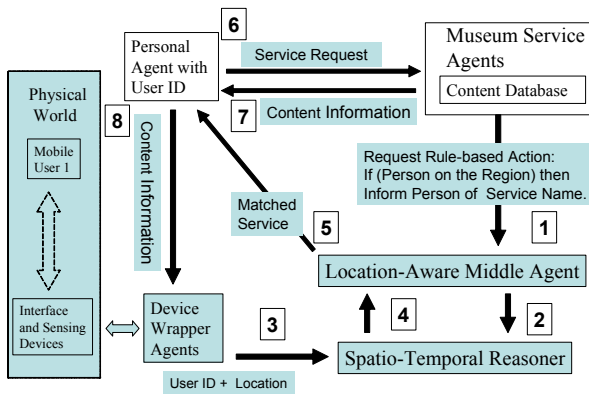 6
Personal
Agent with
User ID
Service Request
Museum Service
Agents
Content Database
Physical
World
8
7
Content Information
Mobile
User 1
Content Information
Request Rule-based Action:
If (Person on the Region) then
Inform Person of Service Name.
Matched
Service
5
1
Location-Aware Middle Agent
Interface
and Sensing
Devices
Device
Wrapper
Agents
3
4
2
Spatio-Temporal Reasoner
User ID + Location